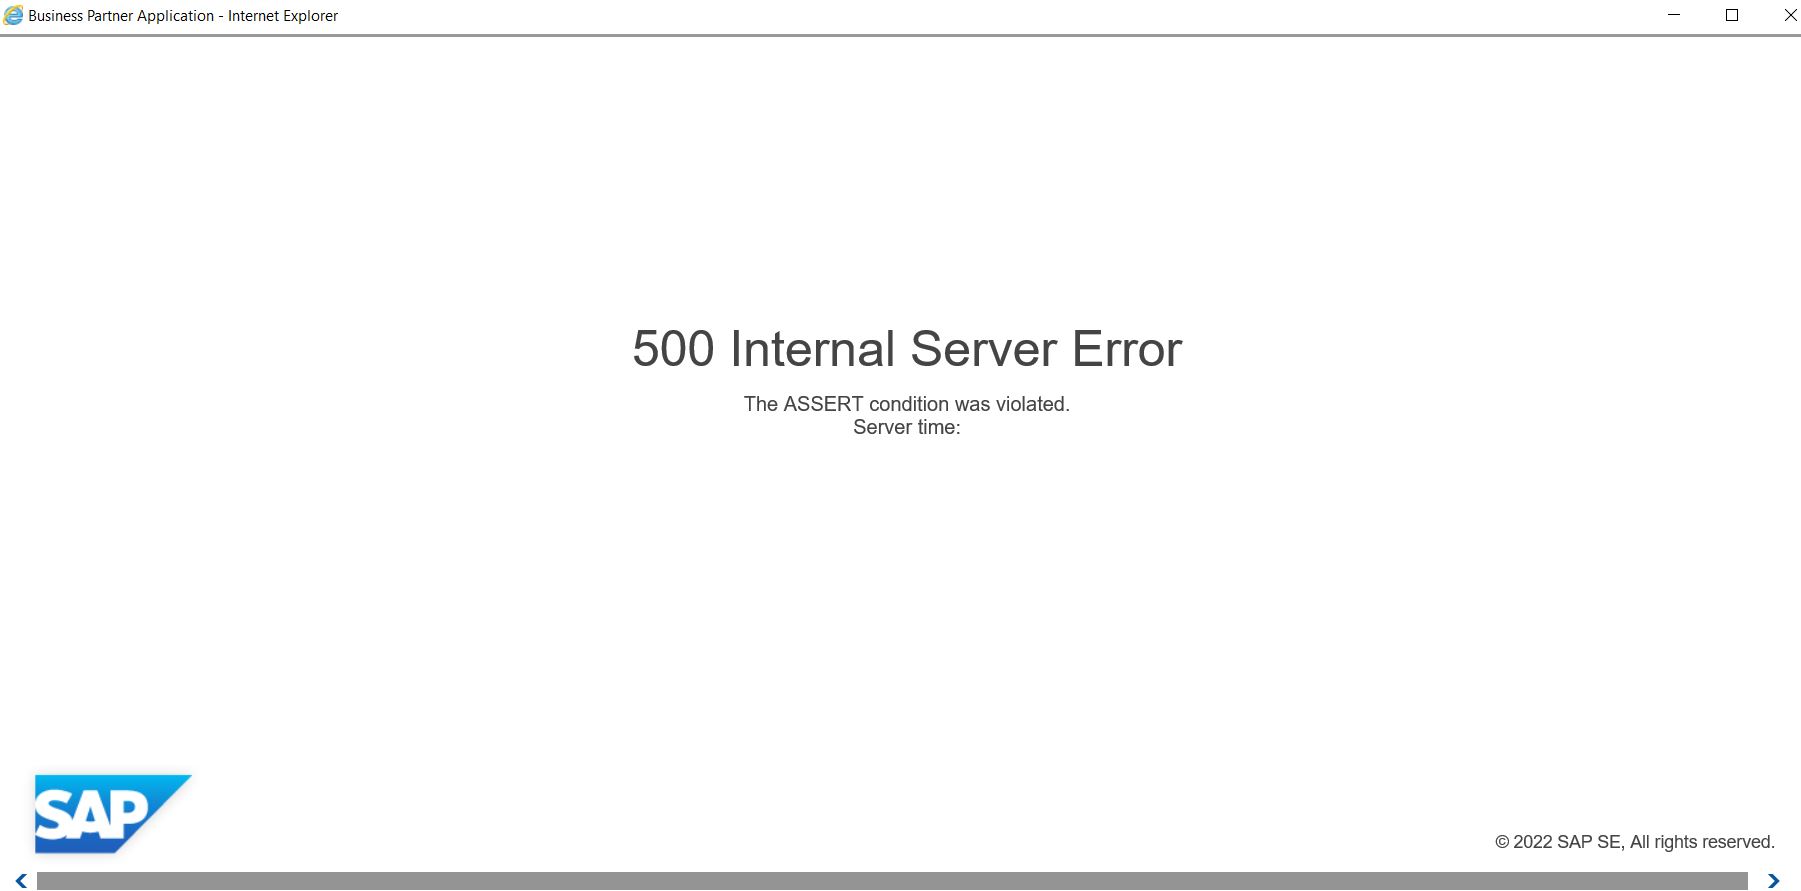 Business Partner Application - Internet Explorer
500 Internal Server Error
The ASSERT condition was violated.
Server time:
SAP
© 2022 SAP SE, All rights reserved.